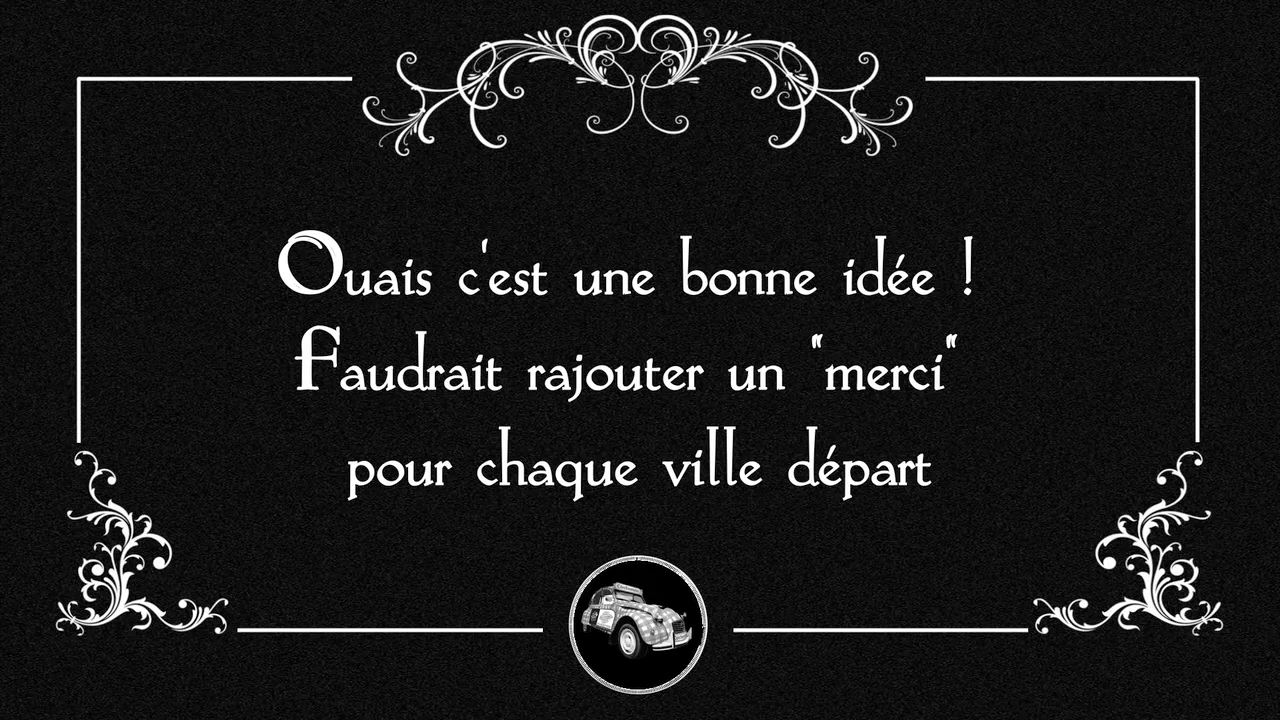 Ouais c'est une bonne idée !
Faudrait rajouter un "merci"
pour chaque ville départ